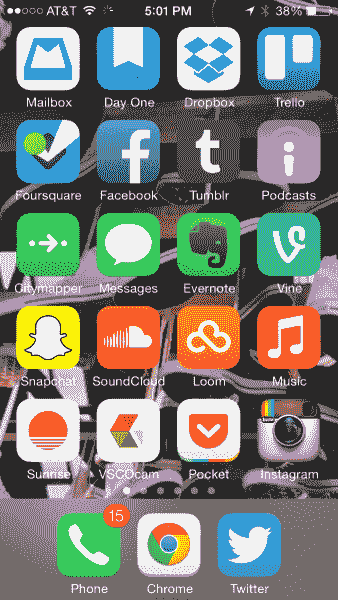 AT&T 5:01 PM 38%
Mailbox Day One Dropbox Trello
Foursquare Facebook Tumblr Podcasts
Citymapper Messages Evernote Vine
Snapchat SoundCloud Loom Music
Sunrise VSCOcam Pocket Instagram
15
Phone Chrome Twitter